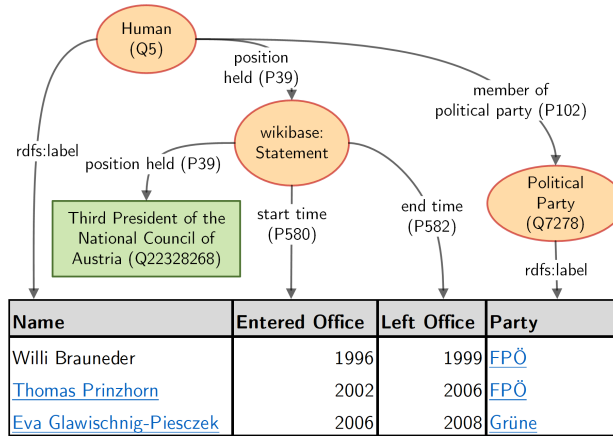 Human
(Q5)
position
held (P39)
member of
political party (P102)
rdfs:label
position held (P39)
wikibase:
Statement
Third President of the
National Council of
Austria (Q22328268)
start time
(P580)
end time
(P582)
Political
Party
(Q7278)
rdfs:label
Name Entered Office Left Office Party
Willi Brauneder 1996 1999 FPÖ
Thomas Prinzhorn 2002 2006 FPÖ
Eva Glawischnig-Piesczek 2006 2008 Grüne